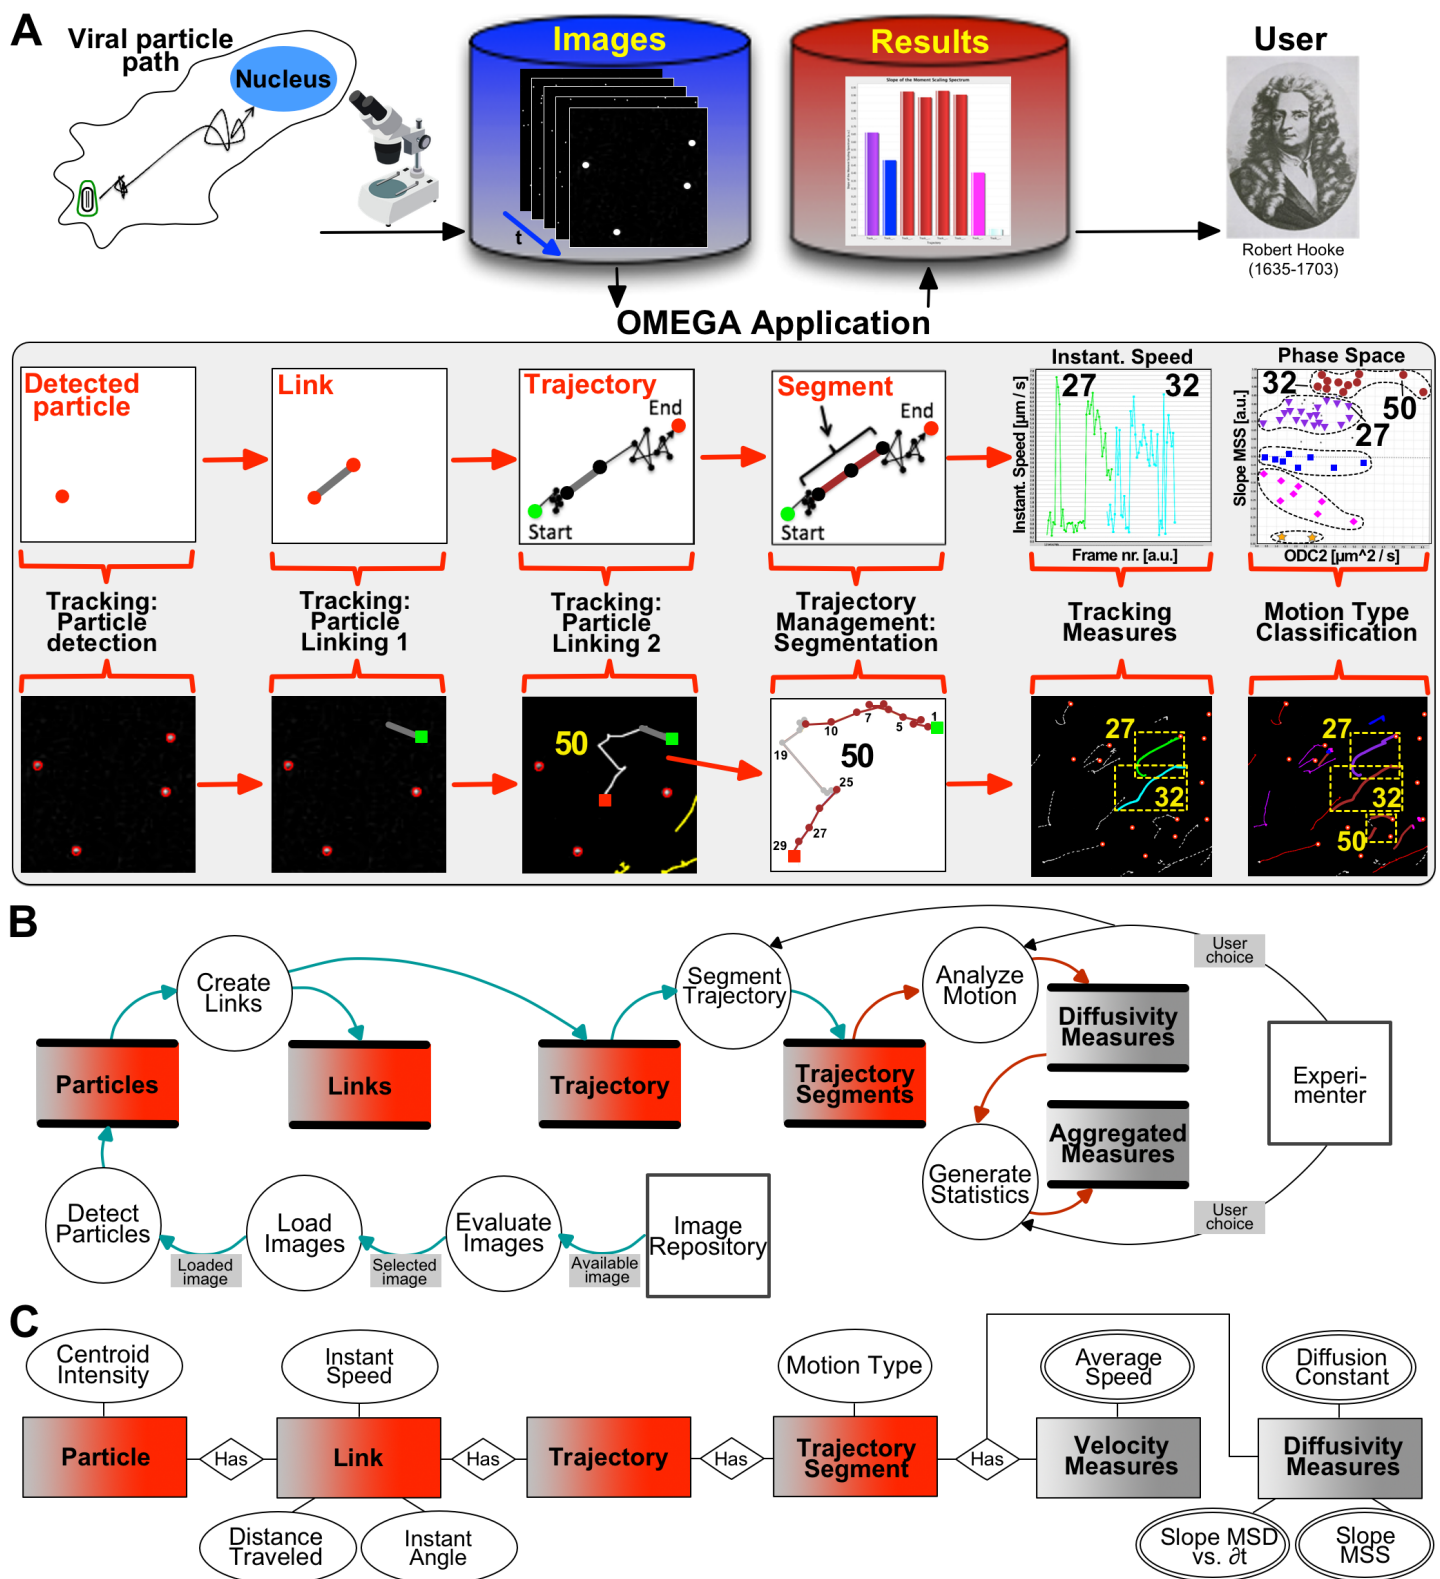 A
Viral particle
path
Nucleus
Images
t
Results
Slope of the Moment Scaling Spectrum
User
Robert Hooke
(1635-1703)
OMEGA Application
Detected
particle
Link
Trajectory
End
Start
Segment
End
Start
Instant. Speed
27
32
Instant. Speed [µm / s]
Frame nr. [a.u.]
Phase Space
32
50
27
Slope MSS [a.u.]
ODC2 [µm^2 / s]
Tracking:
Particle
detection
Tracking:
Particle
Linking 1
Tracking:
Particle
Linking 2
Trajectory
Management:
Segmentation
Tracking
Measures
Motion Type
Classification
50
1
5
7
10
19
50
25
27
29
27
32
27
32
50
B
Create
Links
Segment
Trajectory
Analyze
Motion
User
choice
Particles
Links
Trajectory
Trajectory
Segments
Diffusivity
Measures
Experi-
menter
Aggregated
Measures
Generate
Statistics
User
choice
Detect
Particles
Loaded
image
Load
Images
Selected
image
Evaluate
Images
Available
image
Image
Repository
C
Centroid
Intensity
Instant
Speed
Motion Type
Average
Speed
Diffusion
Constant
Particle
Has
Link
Has
Trajectory
Has
Trajectory
Segment
Has
Velocity
Measures
Diffusivity
Measures
Distance
Traveled
Instant
Angle
Slope MSD
vs. ∂t
Slope
MSS